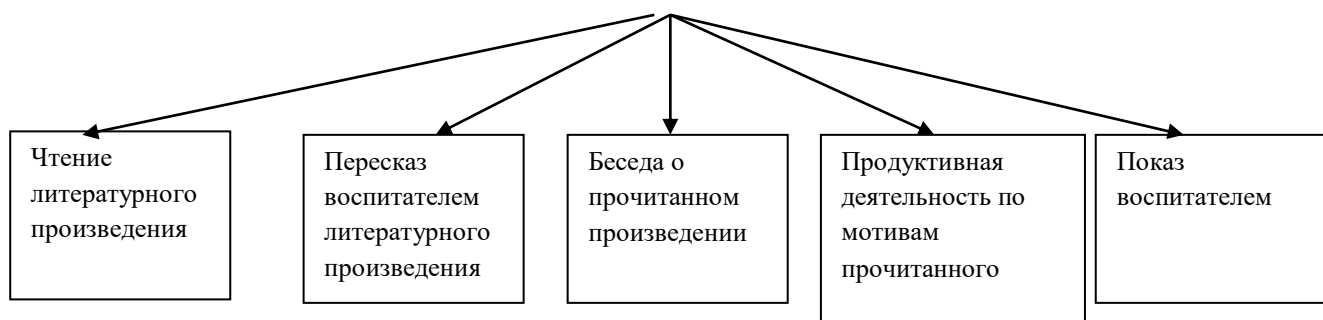 Чтение
литературного
произведения
Пересказ
воспитателем
литературного
произведения
Беседа о
прочитанном
произведении
Продуктивная
деятельность по
мотивам
прочитанного
Показ
воспитателем